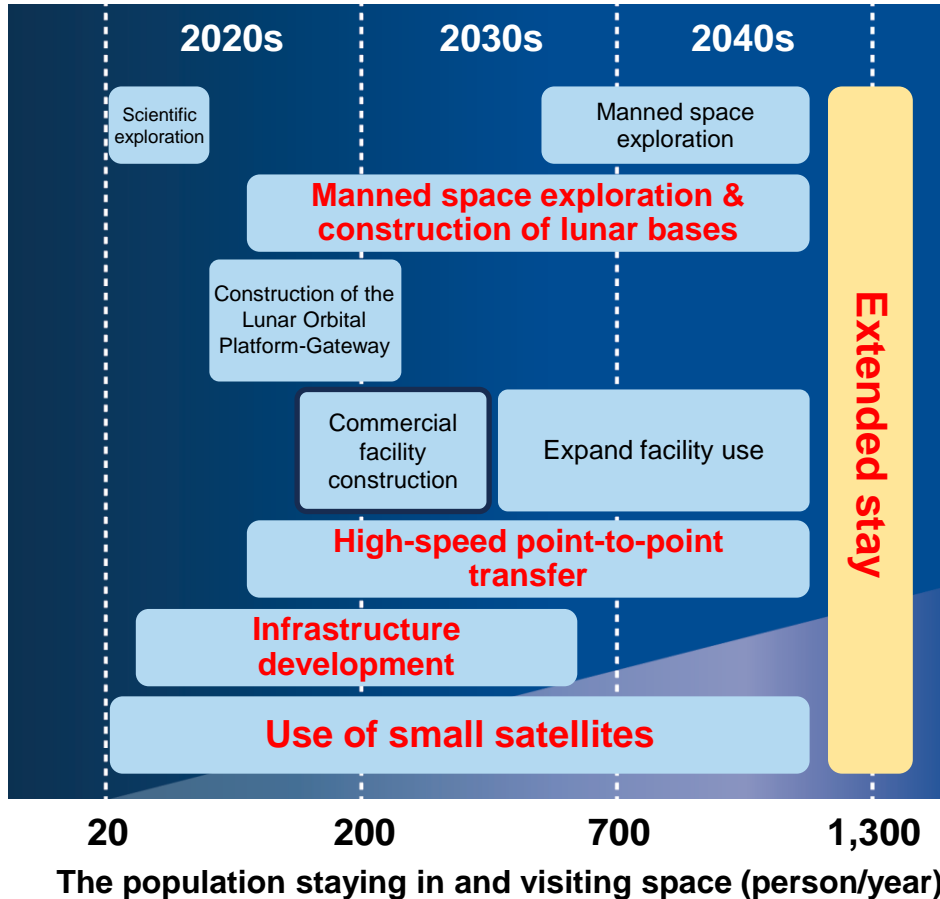 2020s 2030s 2040s
Scientific
exploration
Manned space
exploration
Manned space exploration &
construction of lunar bases
Construction of the
Lunar Orbital
Platform-Gateway
Commercial
facility
construction
Expand facility use
High-speed point-to-point
transfer
Infrastructure
development
Use of small satellites
Extended stay
20 200 700 1,300
The population staying in and visiting space (person/year)